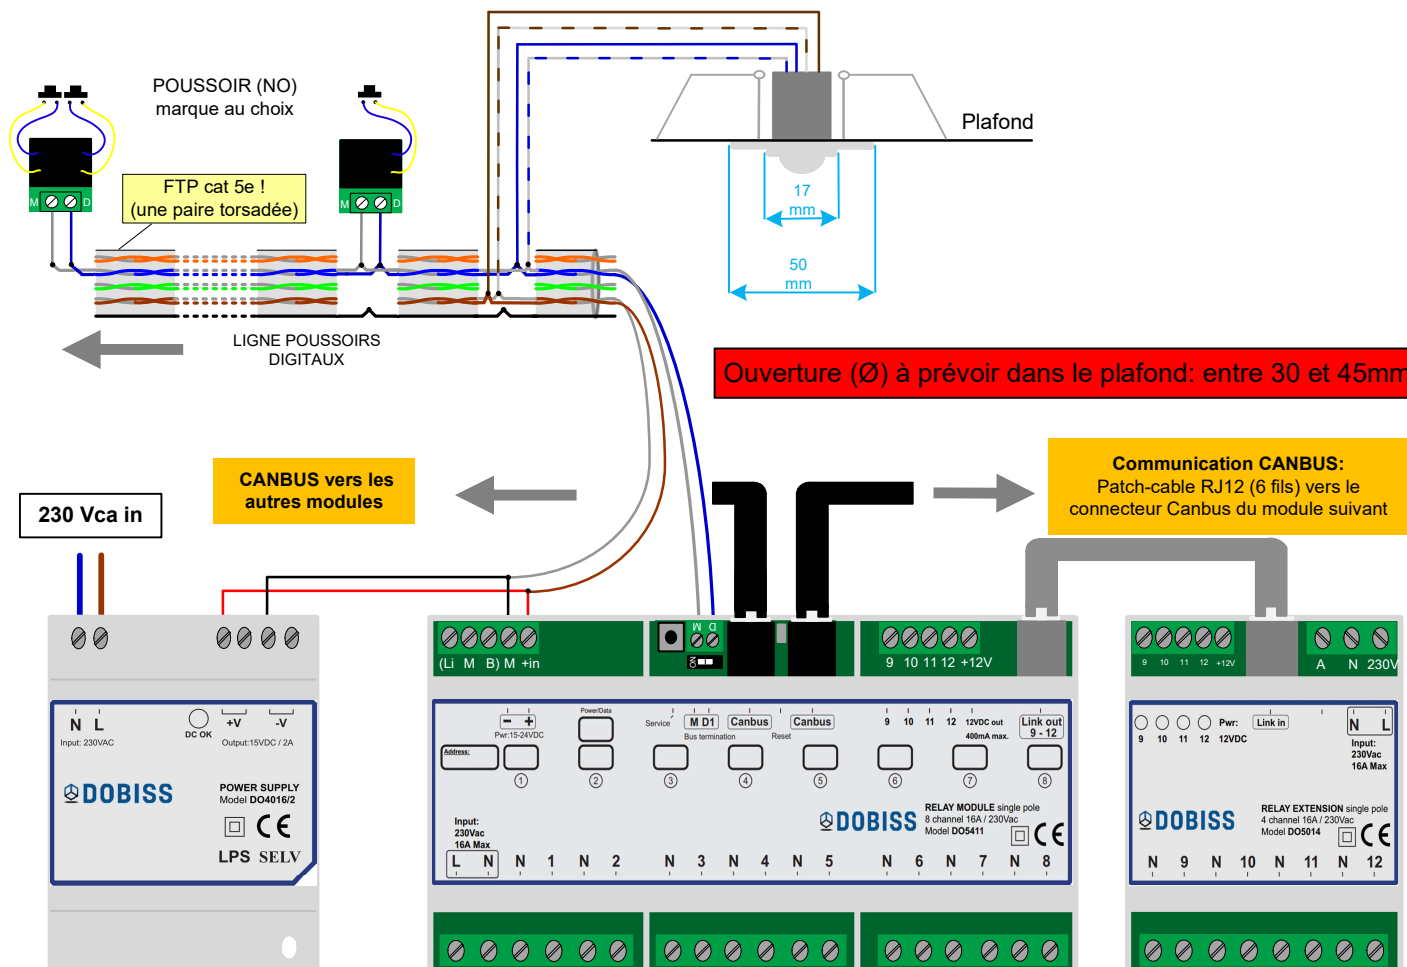 POUSSOIR (NO)
marque au choix
Plafond
FTP cat 5e !
(une paire torsadée)
M D
M D
17
mm
50
mm
LIGNE POUSSOIRS
DIGITAUX
Ouverture (Ø) à prévoir dans le plafond: entre 30 et 45mm
CANBUS vers les
autres modules
Communication CANBUS:
Patch-cable RJ12 (6 fils) vers le
connecteur Canbus du module suivant
230 Vca in
(Li M B) M +in
M D
ON
9 10 11 12 +12V
9 10 11 12 +12V
A N 230V
N L
Input: 230VAC
DC OK
+V -V
Output:15VDC / 2A
DOBISS
POWER SUPPLY
Model DO4016/2
CE
LPS SELV
- +
Pwr:15-24VDC
Address:
Power/Data
Service
M D1
Bus termination
Canbus
Reset
Canbus
9 10 11 12 12VDC out
400mA max.
Link out
9 - 12
1 2 3 4 5 6 7 8
Input:
230Vac
16A Max
DOBISS
RELAY MODULE single pole
8 channel 16A / 230Vac
Model DO5411
CE
L N N 1 N 2 N 3 N 4 N 5 N 6 N 7 N 8
9 10 11 12
Pwr:
12VDC
Link in
N L
Input:
230Vac
16A Max
DOBISS
RELAY EXTENSION single pole
4 channel 16A / 230Vac
Model DO5014
CE
N 9 N 10 N 11 N 12